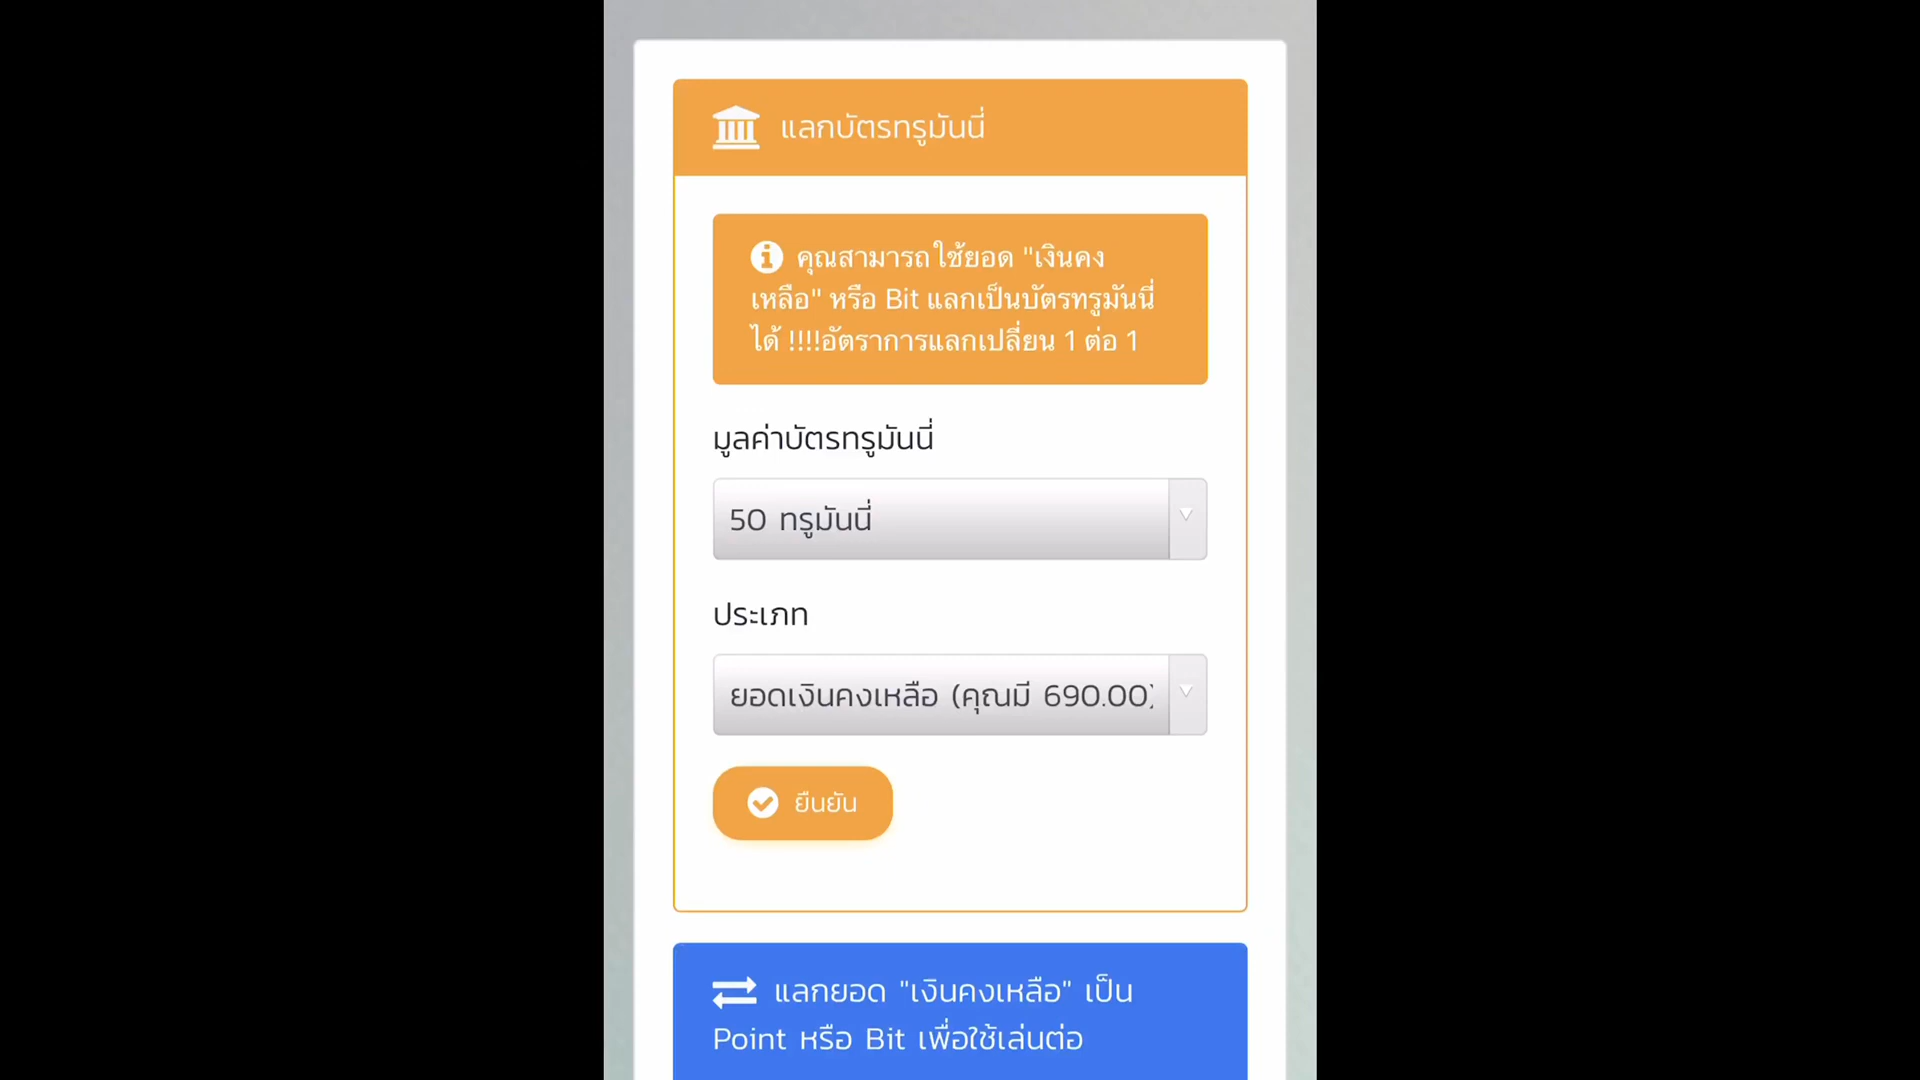 แลกบัตรทรูมันนี่
คุณสามารถใช้ยอด "เงินคง
เหลือ" หรือ Bit แลกเป็นบัตรทรูมันนี่
ได้ !!!!อัตราการแลกเปลี่ยน 1 ต่อ 1
มูลค่าบัตรทรูมันนี่
50 ทรูมันนี่
ประเภท
ยอดเงินคงเหลือ (คุณมี 690.00)
ยืนยัน
แลกยอด "เงินคงเหลือ" เป็น
Point หรือ Bit เพื่อใช้เล่นต่อ